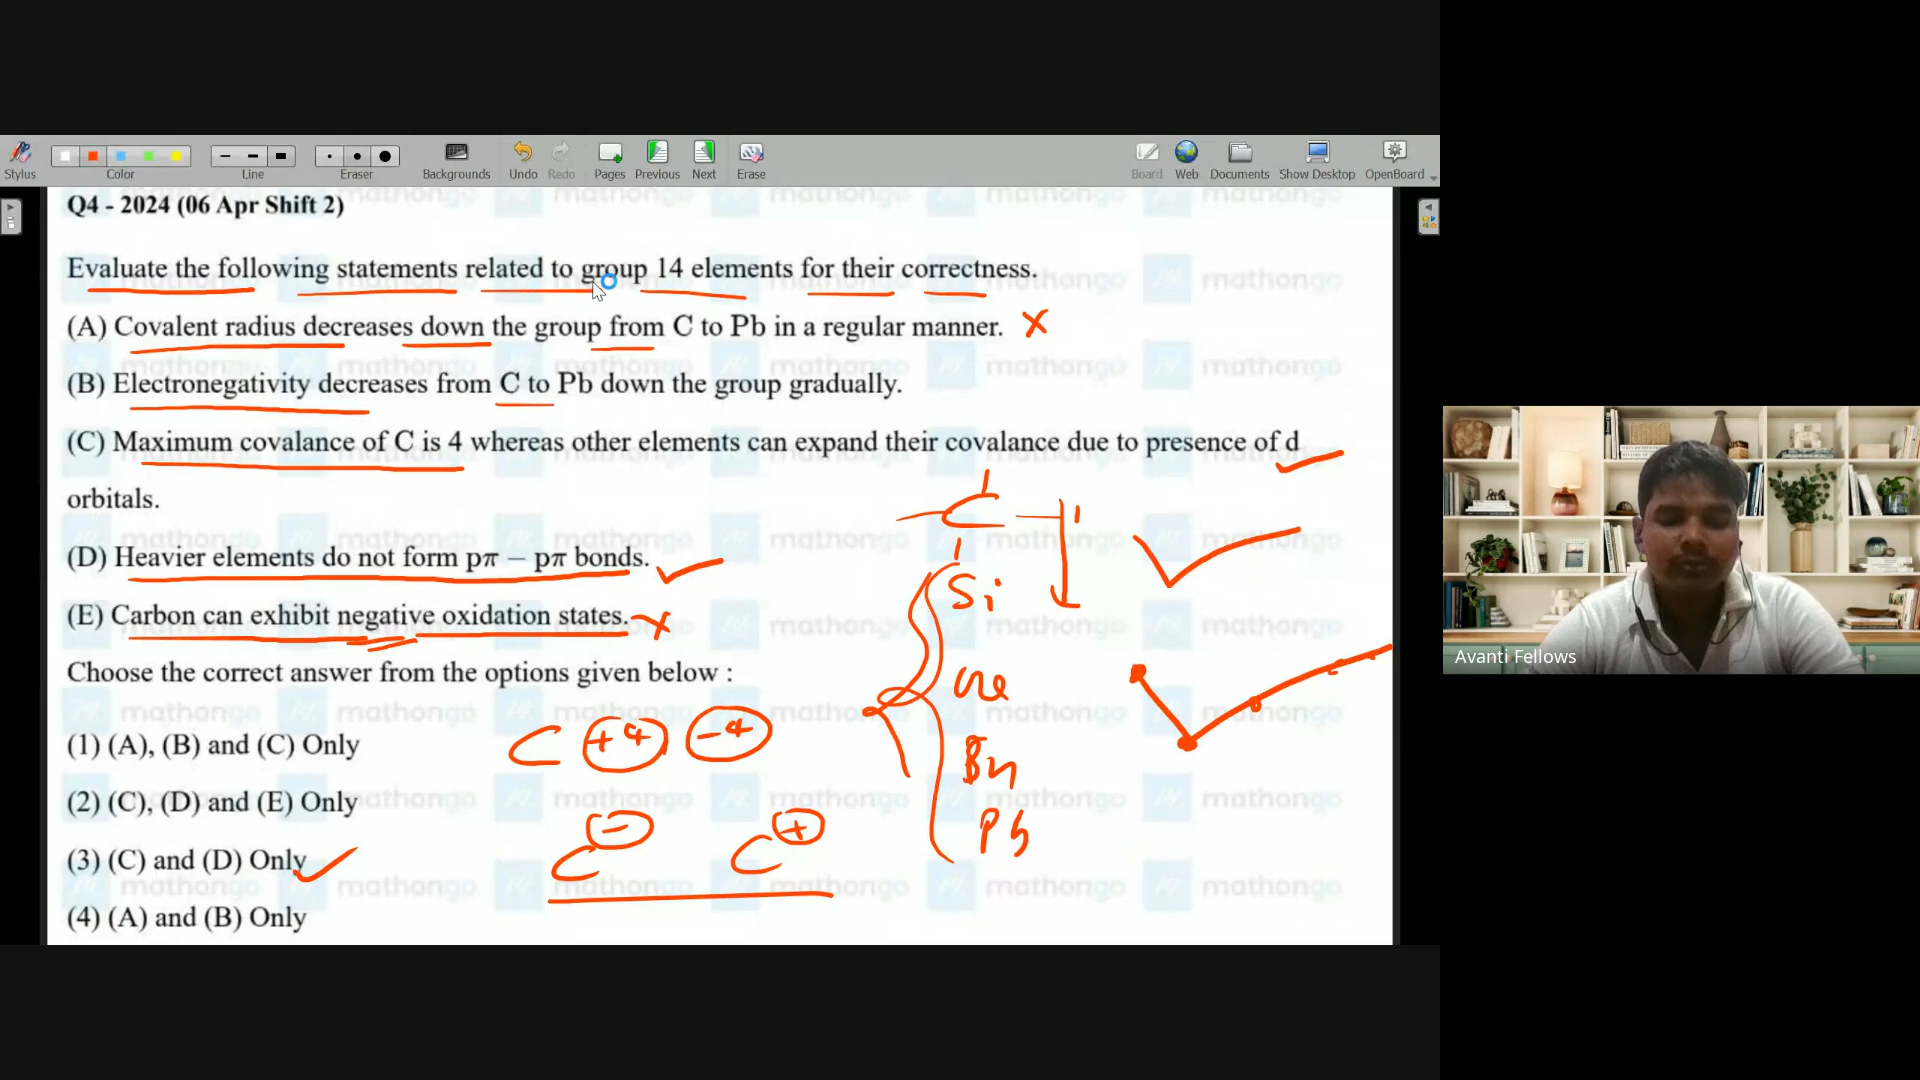 Stylus
Color
Line
Eraser
Backgrounds
Undo
Redo
Pages
Previous
Next
Erase
Board
Web
Documents
Show Desktop
OpenBoard
Q4 - 2024 (06 Apr Shift 2)
Evaluate the following statements related to group 14 elements for their correctness.
(A) Covalent radius decreases down the group from C to Pb in a regular manner. ×
(B) Electronegativity decreases from C to Pb down the group gradually.
(C) Maximum covalance of C is 4 whereas other elements can expand their covalance due to presence of d
orbitals.
(D) Heavier elements do not form pπ – pπ bonds.
(E) Carbon can exhibit negative oxidation states. ×
Choose the correct answer from the options given below :
(1) (A), (B) and (C) Only
(2) (C), (D) and (E) Only
(3) (C) and (D) Only
(4) (A) and (B) Only
C +4 -4
C - C +
C
Si
Ge
Pb
mathongo
Avanti Fellows